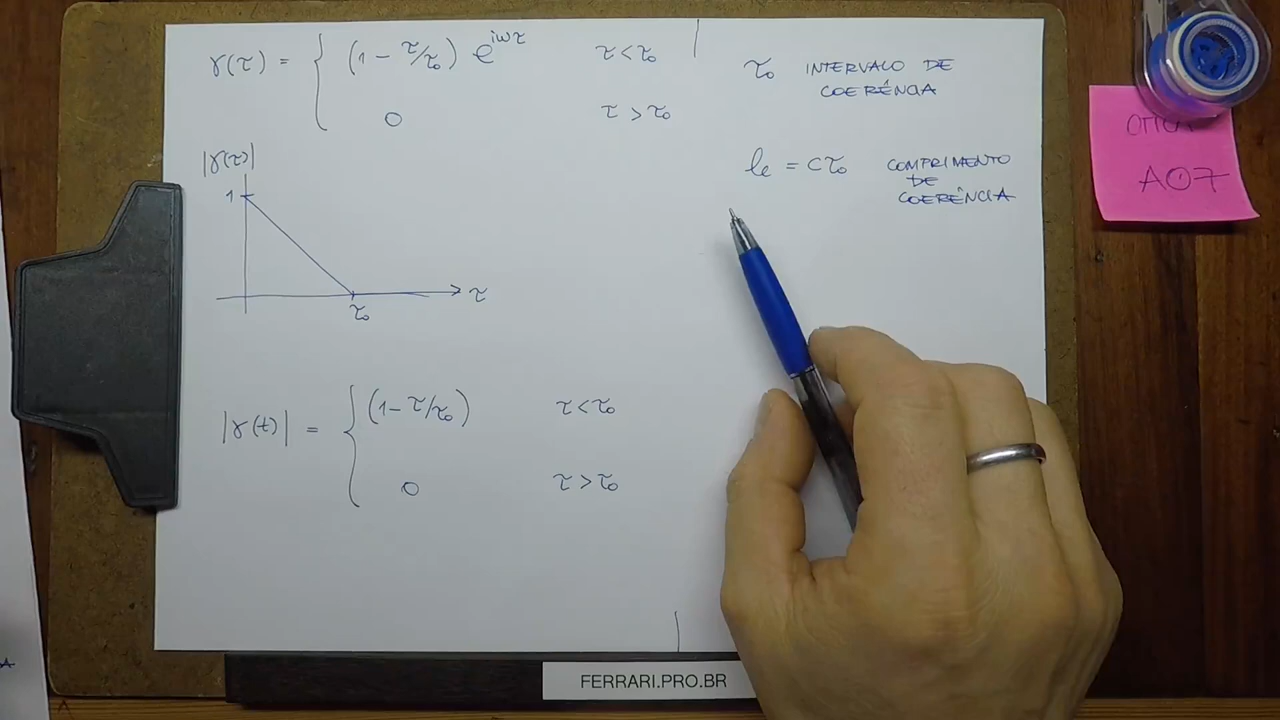 γ(τ) = { (1 - τ/τ₀) e^{iωτ} τ < τ₀
0 τ > τ₀
|γ(τ)|
1
τ₀
τ
|γ(t)| = { (1 - τ/τ₀) τ < τ₀
0 τ > τ₀
τ₀ INTERVALO DE
COERÊNCIA
lc = cτ₀ COMPRIMENTO
DE
COERÊNCIA
ÓTICA
A07
FERRARI.PRO.BR